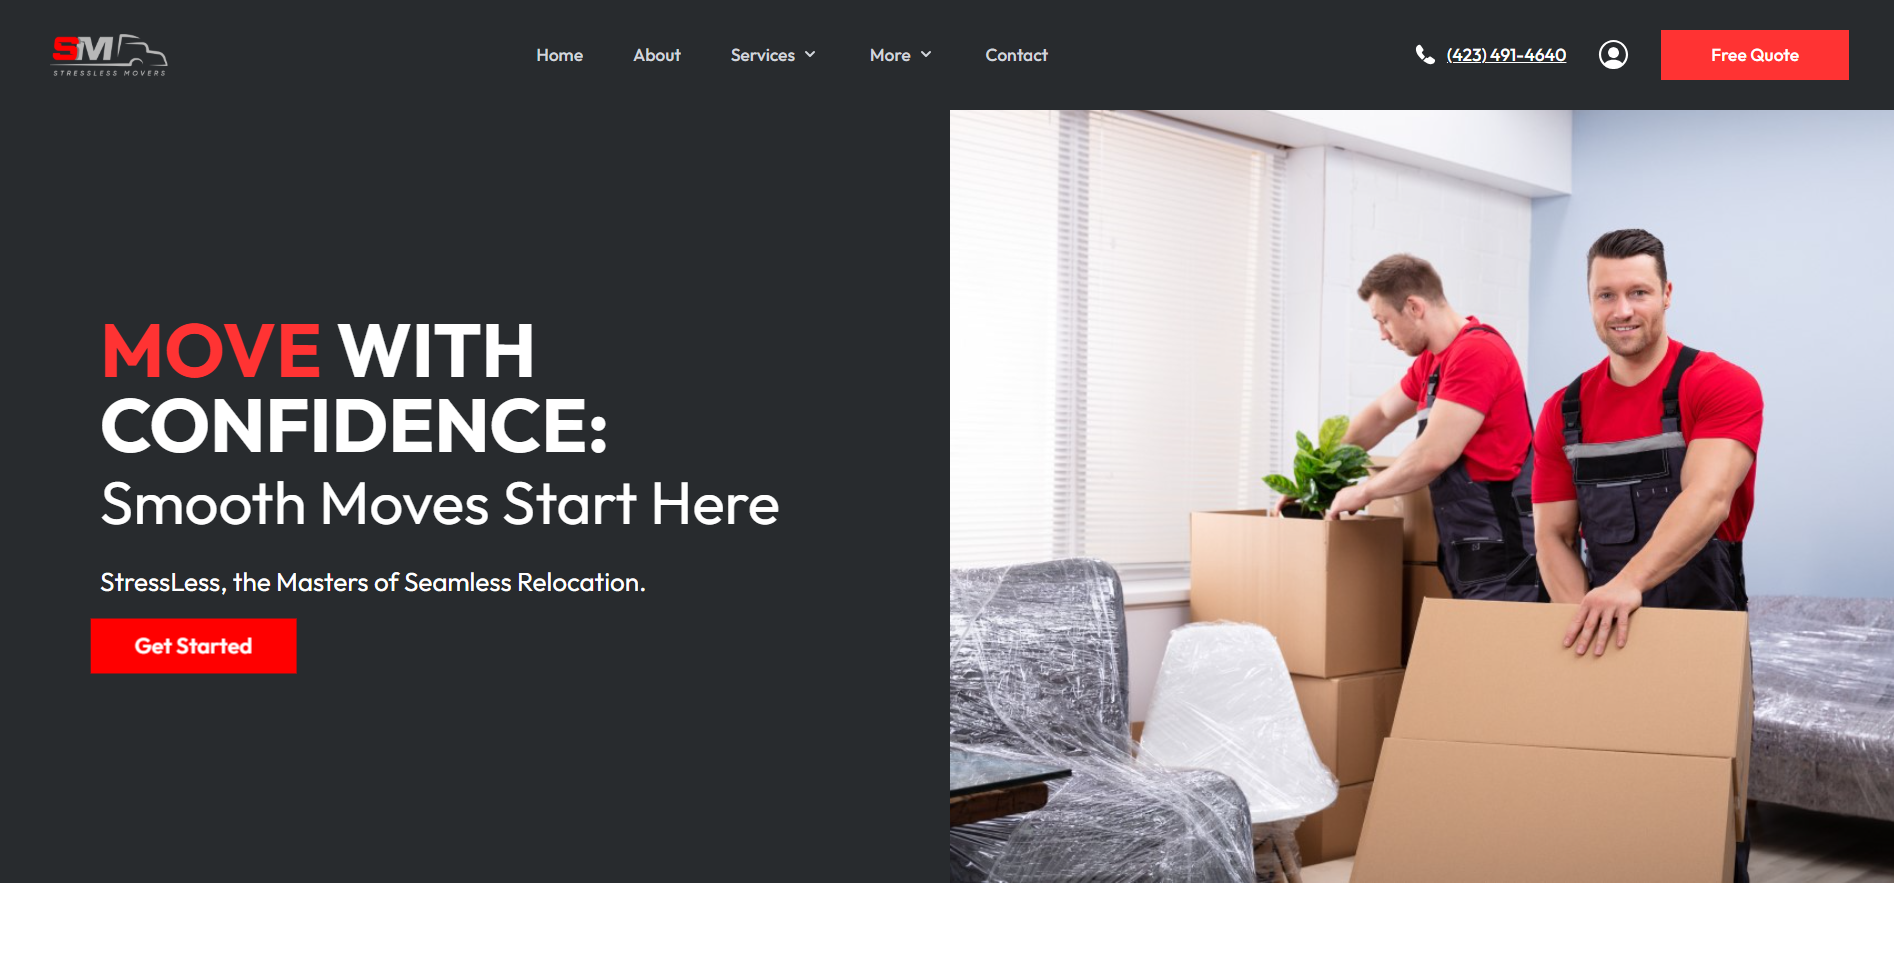 SM
STRESSLESS MOVERS
Home
About
Services
More
Contact
(423) 491-4640
Free Quote
MOVE WITH
CONFIDENCE:
Smooth Moves Start Here
StressLess, the Masters of Seamless Relocation.
Get Started